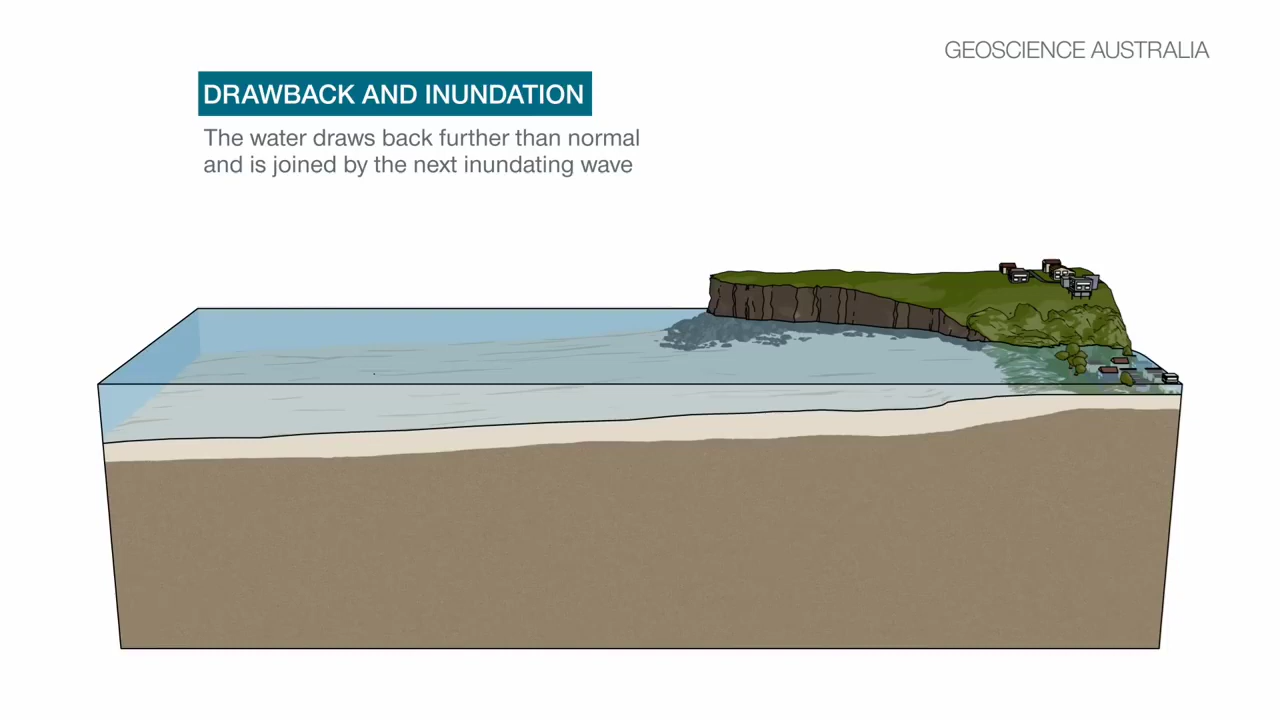 GEOSCIENCE AUSTRALIA
DRAWBACK AND INUNDATION
The water draws back further than normal
and is joined by the next inundating wave